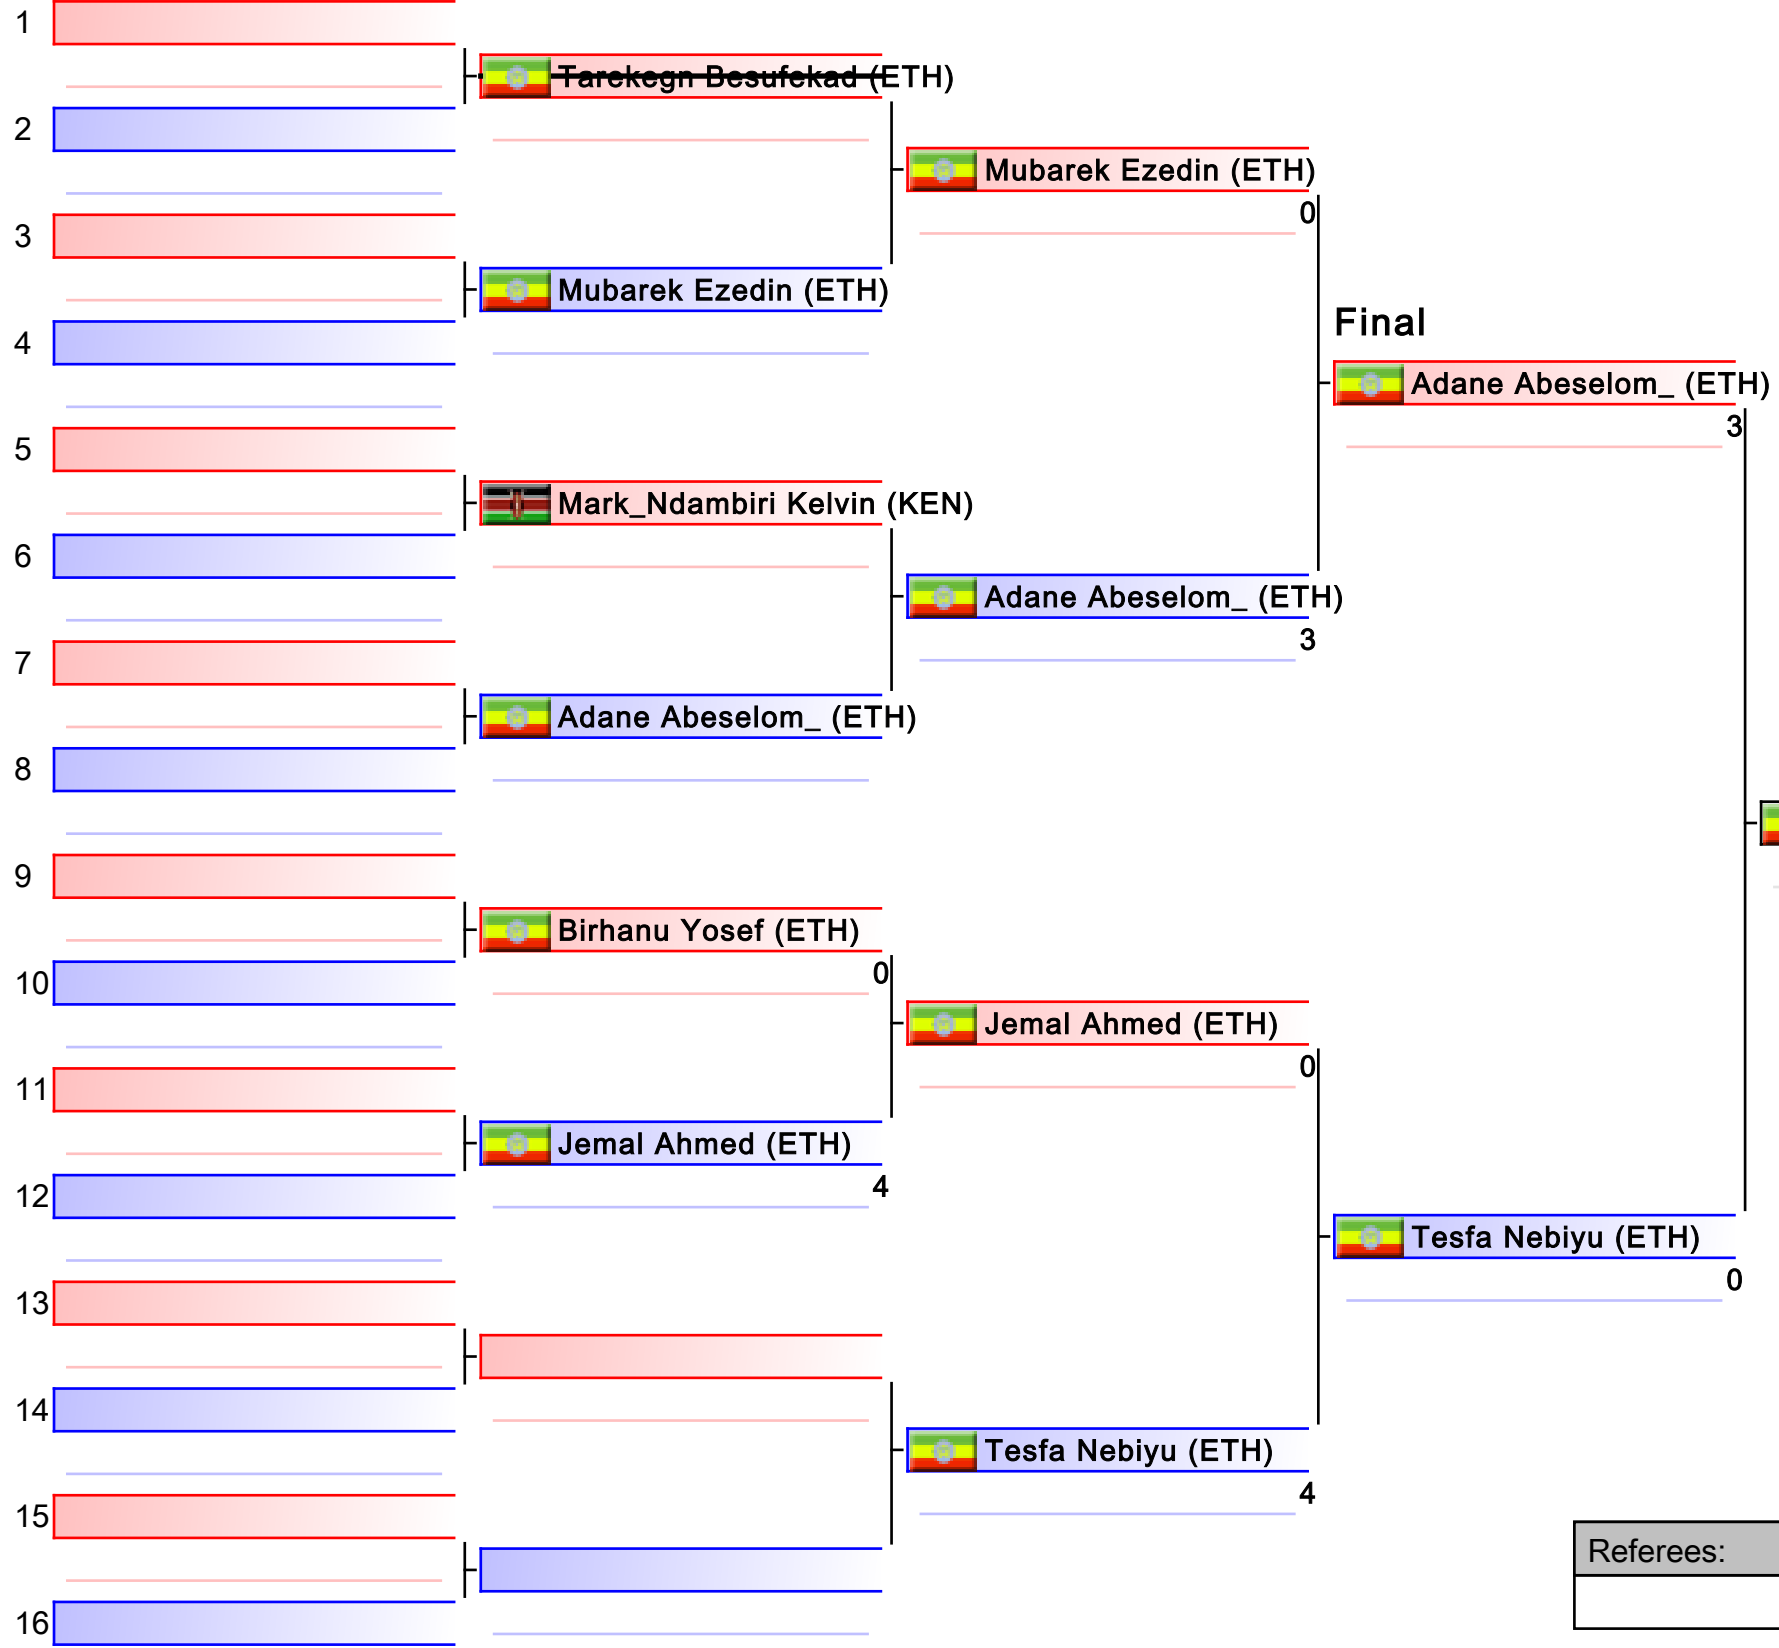 1
Tarekegn Besufekad (ETH)
2
Mubarek Ezedin (ETH)
0
3
Mubarek Ezedin (ETH)
Final
4
Adane Abeselom_ (ETH)
3
5
Mark_Ndambiri Kelvin (KEN)
6
Adane Abeselom_ (ETH)
3
7
Adane Abeselom_ (ETH)
8
9
Birhanu Yosef (ETH)
0
10
Jemal Ahmed (ETH)
0
11
Jemal Ahmed (ETH)
4
12
Tesfa Nebiyu (ETH)
0
13
14
Tesfa Nebiyu (ETH)
4
15
Referees:
16